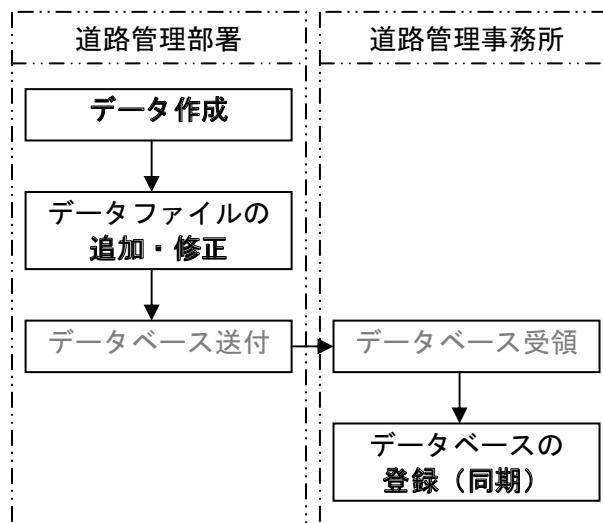 道路管理部署
道路管理事務所
データ作成
データファイルの
追加・修正
データベース送付
データベース受領
データベースの
登録（同期）